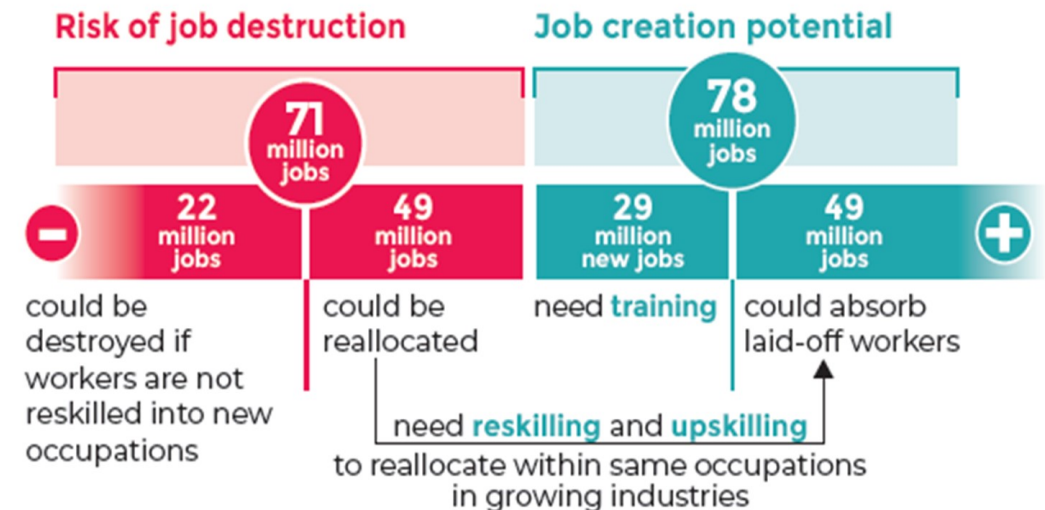 Risk of job destruction
Job creation potential
71
million
jobs
78
million
jobs
22
million
jobs
49
million
jobs
29
million
new jobs
49
million
jobs
could be
destroyed if
workers are not
reskilled into new
occupations
could be
reallocated
need training
could absorb
laid-off workers
need reskilling and upskilling
to reallocate within same occupations
in growing industries